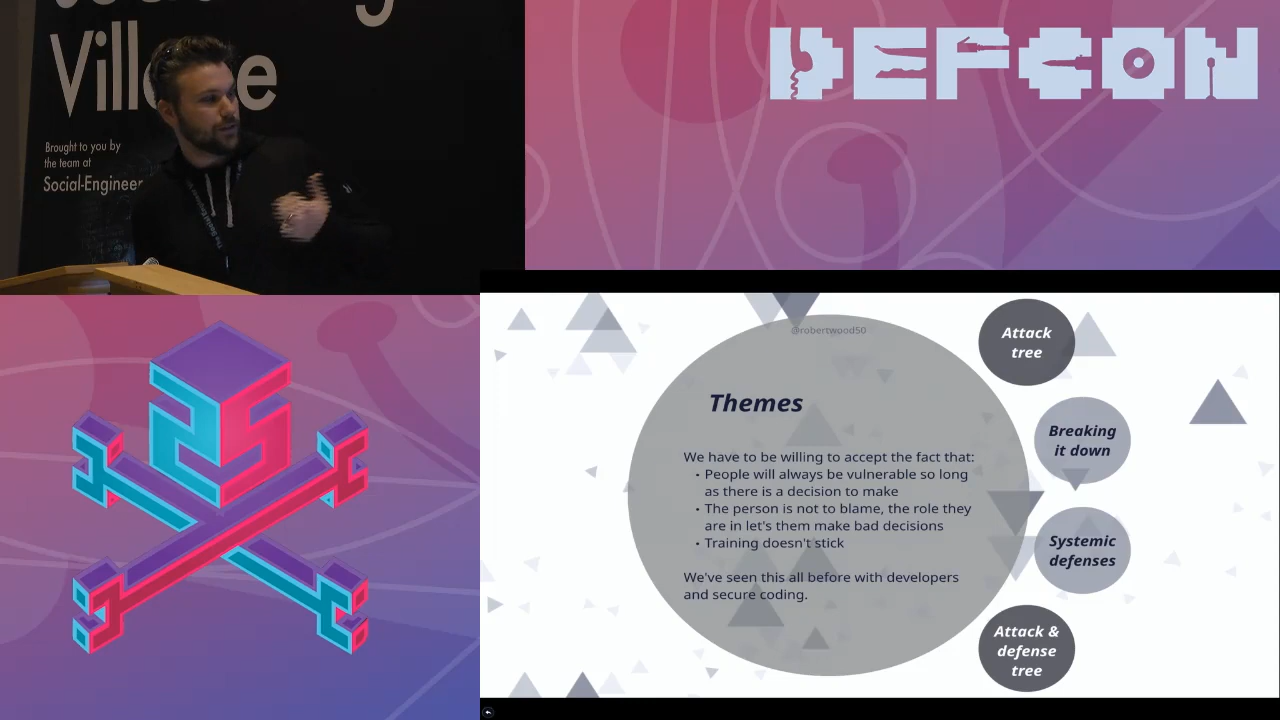 Village
Brought to you by
the team at
Social-Engineer
DEFCON
@robertwood50
Themes
We have to be willing to accept the fact that:
• People will always be vulnerable so long
as there is a decision to make
• The person is not to blame, the role they
are in let's them make bad decisions
• Training doesn't stick
We've seen this all before with developers
and secure coding.
Attack
tree
Breaking
it down
Systemic
defenses
Attack &
defense
tree